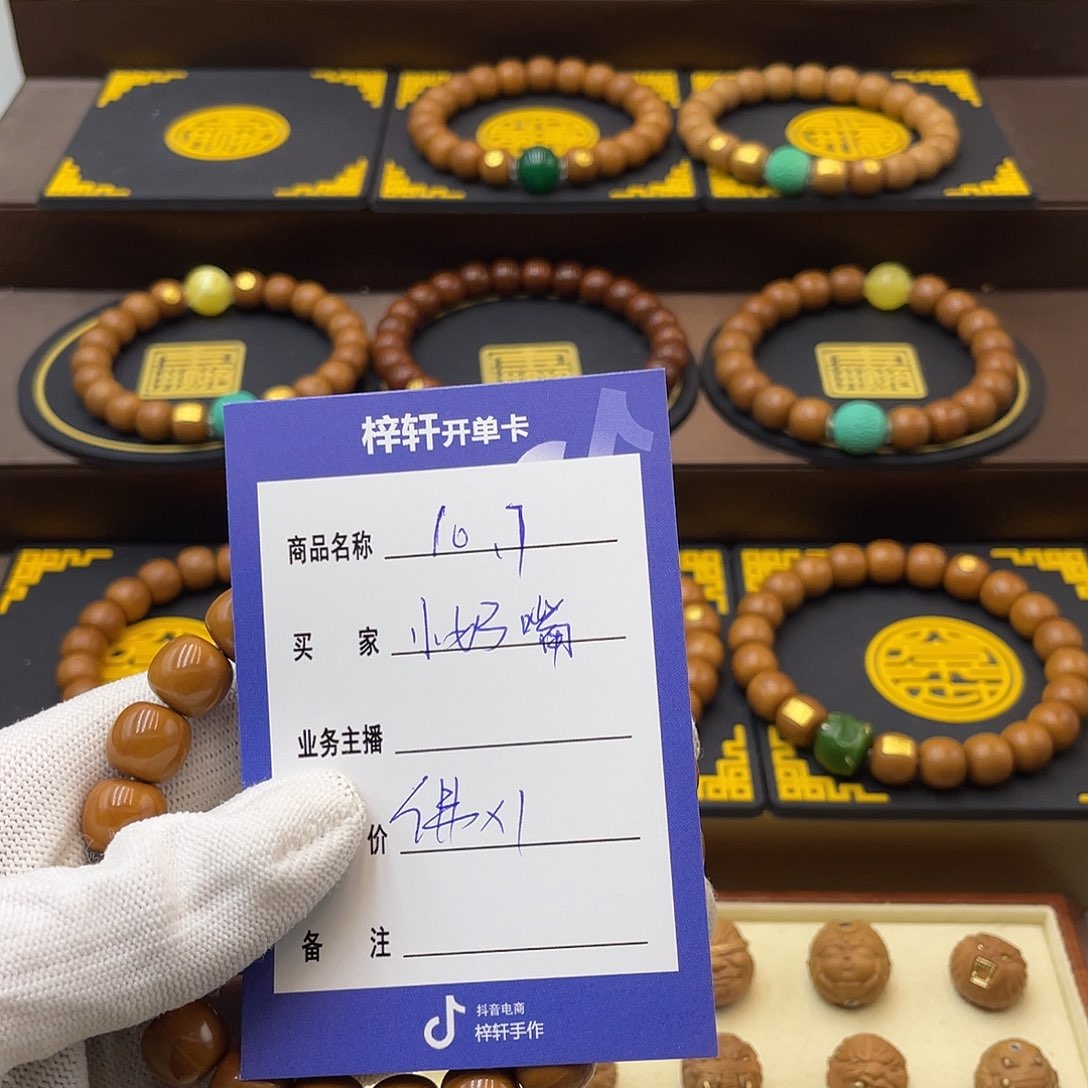 梓轩开单卡
商品名称 10.7
买 家 小奶嘴
业务主播
价 佛x1
备 注
抖音电商
梓轩手作